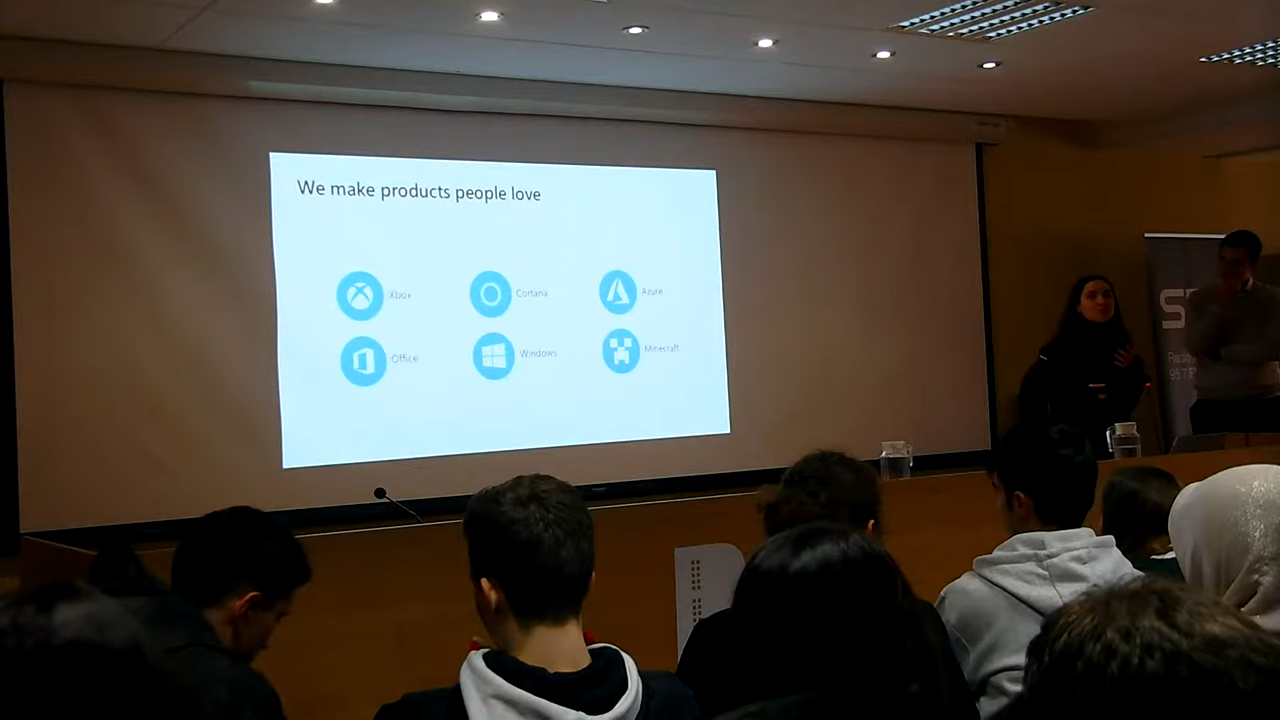 We make products people love
Xbox
Cortana
Azure
Office
Windows
Minecraft